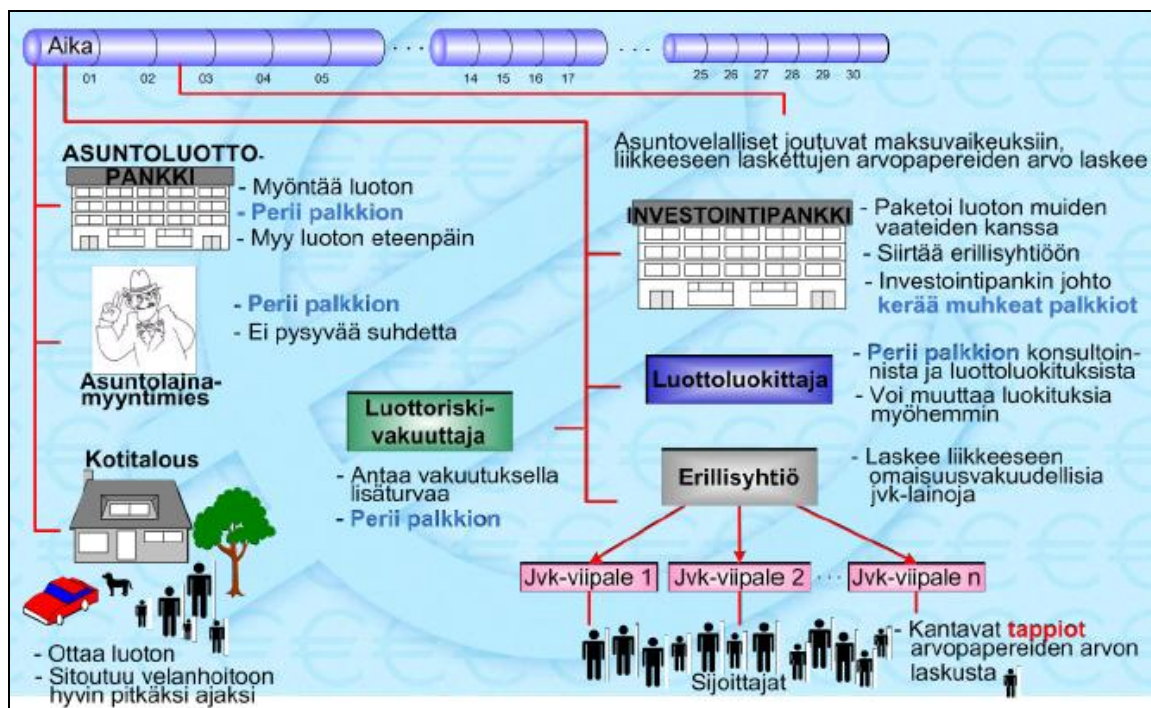 Aika
01 02 03 04 05 ... 14 15 16 17 ... 25 26 27 28 29 30
ASUNTOLUOTTO-
PANKKI
- Myöntää luoton
- Perii palkkion
- Myy luoton eteenpäin
- Perii palkkion
- Ei pysyvää suhdetta
Asuntolaina-
myyntimies
Kotitalous
- Ottaa luoton
- Sitoutuu velanhoitoon
hyvin pitkäksi ajaksi
Luottoriski-
vakuuttaja
- Antaa vakuutuksella
lisäturvaa
- Perii palkkion
Asuntovelalliset joutuvat maksuvaikeuksiin,
liikkeeseen laskettujen arvopapereiden arvo laskee
INVESTOINTIPANKKI
- Paketoi luoton muiden
vaateiden kanssa
- Siirtää erillisyhtiöön
- Investointipankin johto
kerää muhkeat palkkiot
Luottoluokittaja
- Perii palkkion konsultoin-
nista ja luottoluokituksista
- Voi muuttaa luokituksia
myöhemmin
Erillisyhtiö
- Laskee liikkeeseen
omaisuusvakuudellisia
jvk-lainoja
Jvk-viipale 1 Jvk-viipale 2 ... Jvk-viipale n
Sijoittajat
- Kantavat tappiot
arvopapereiden arvon
laskusta